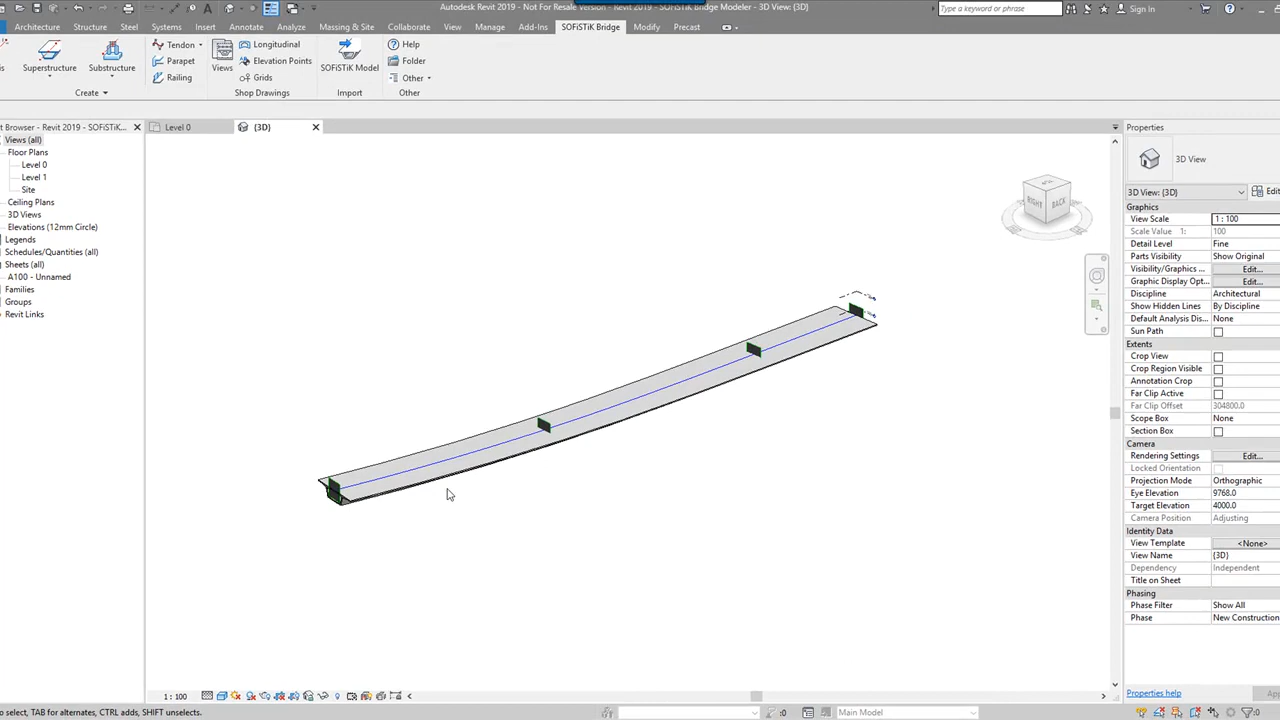 Autodesk Revit 2019 - Not For Resale Version - Revit 2019 - SOFiSTiK Bridge Modeler - 3D View: {3D}
Type a keyword or phrase
Sign In
Architecture Structure Steel Systems Insert Annotate Analyze Massing & Site Collaborate View Manage Add-Ins SOFiSTiK Bridge Modify Precast
Superstructure
Substructure
Tendon
Parapet
Railing
Create
Views
Longitudinal
Elevation Points
Grids
Shop Drawings
SOFiSTiK Model
Import
Help
Folder
Other
Other
t Browser - Revit 2019 - SOFiSTiK...
Views (all)
Floor Plans
Level 0
Level 1
Site
Ceiling Plans
3D Views
Elevations (12mm Circle)
Legends
Schedules/Quantities (all)
Sheets (all)
A100 - Unnamed
Families
Groups
Revit Links
Level 0
{3D}
RIGHT BACK
Properties
3D View
3D View: {3D} Edit
Graphics
View Scale 1 : 100
Scale Value 1: 100
Detail Level Fine
Parts Visibility Show Original
Visibility/Graphics ... Edit...
Graphic Display Opt... Edit...
Discipline Architectural
Show Hidden Lines By Discipline
Default Analysis Dis... None
Sun Path
Extents
Crop View
Crop Region Visible
Annotation Crop
Far Clip Active
Far Clip Offset 304800.0
Scope Box None
Section Box
Camera
Rendering Settings Edit...
Locked Orientation
Projection Mode Orthographic
Eye Elevation 9768.0
Target Elevation 4000.0
Camera Position Adjusting
Identity Data
View Template <None>
View Name {3D}
Dependency Independent
Title on Sheet
Phasing
Phase Filter Show All
Phase New Construction
Properties help Ap
1 : 100
o select, TAB for alternates, CTRL adds, SHIFT unselects.
:0
Main Model
:0